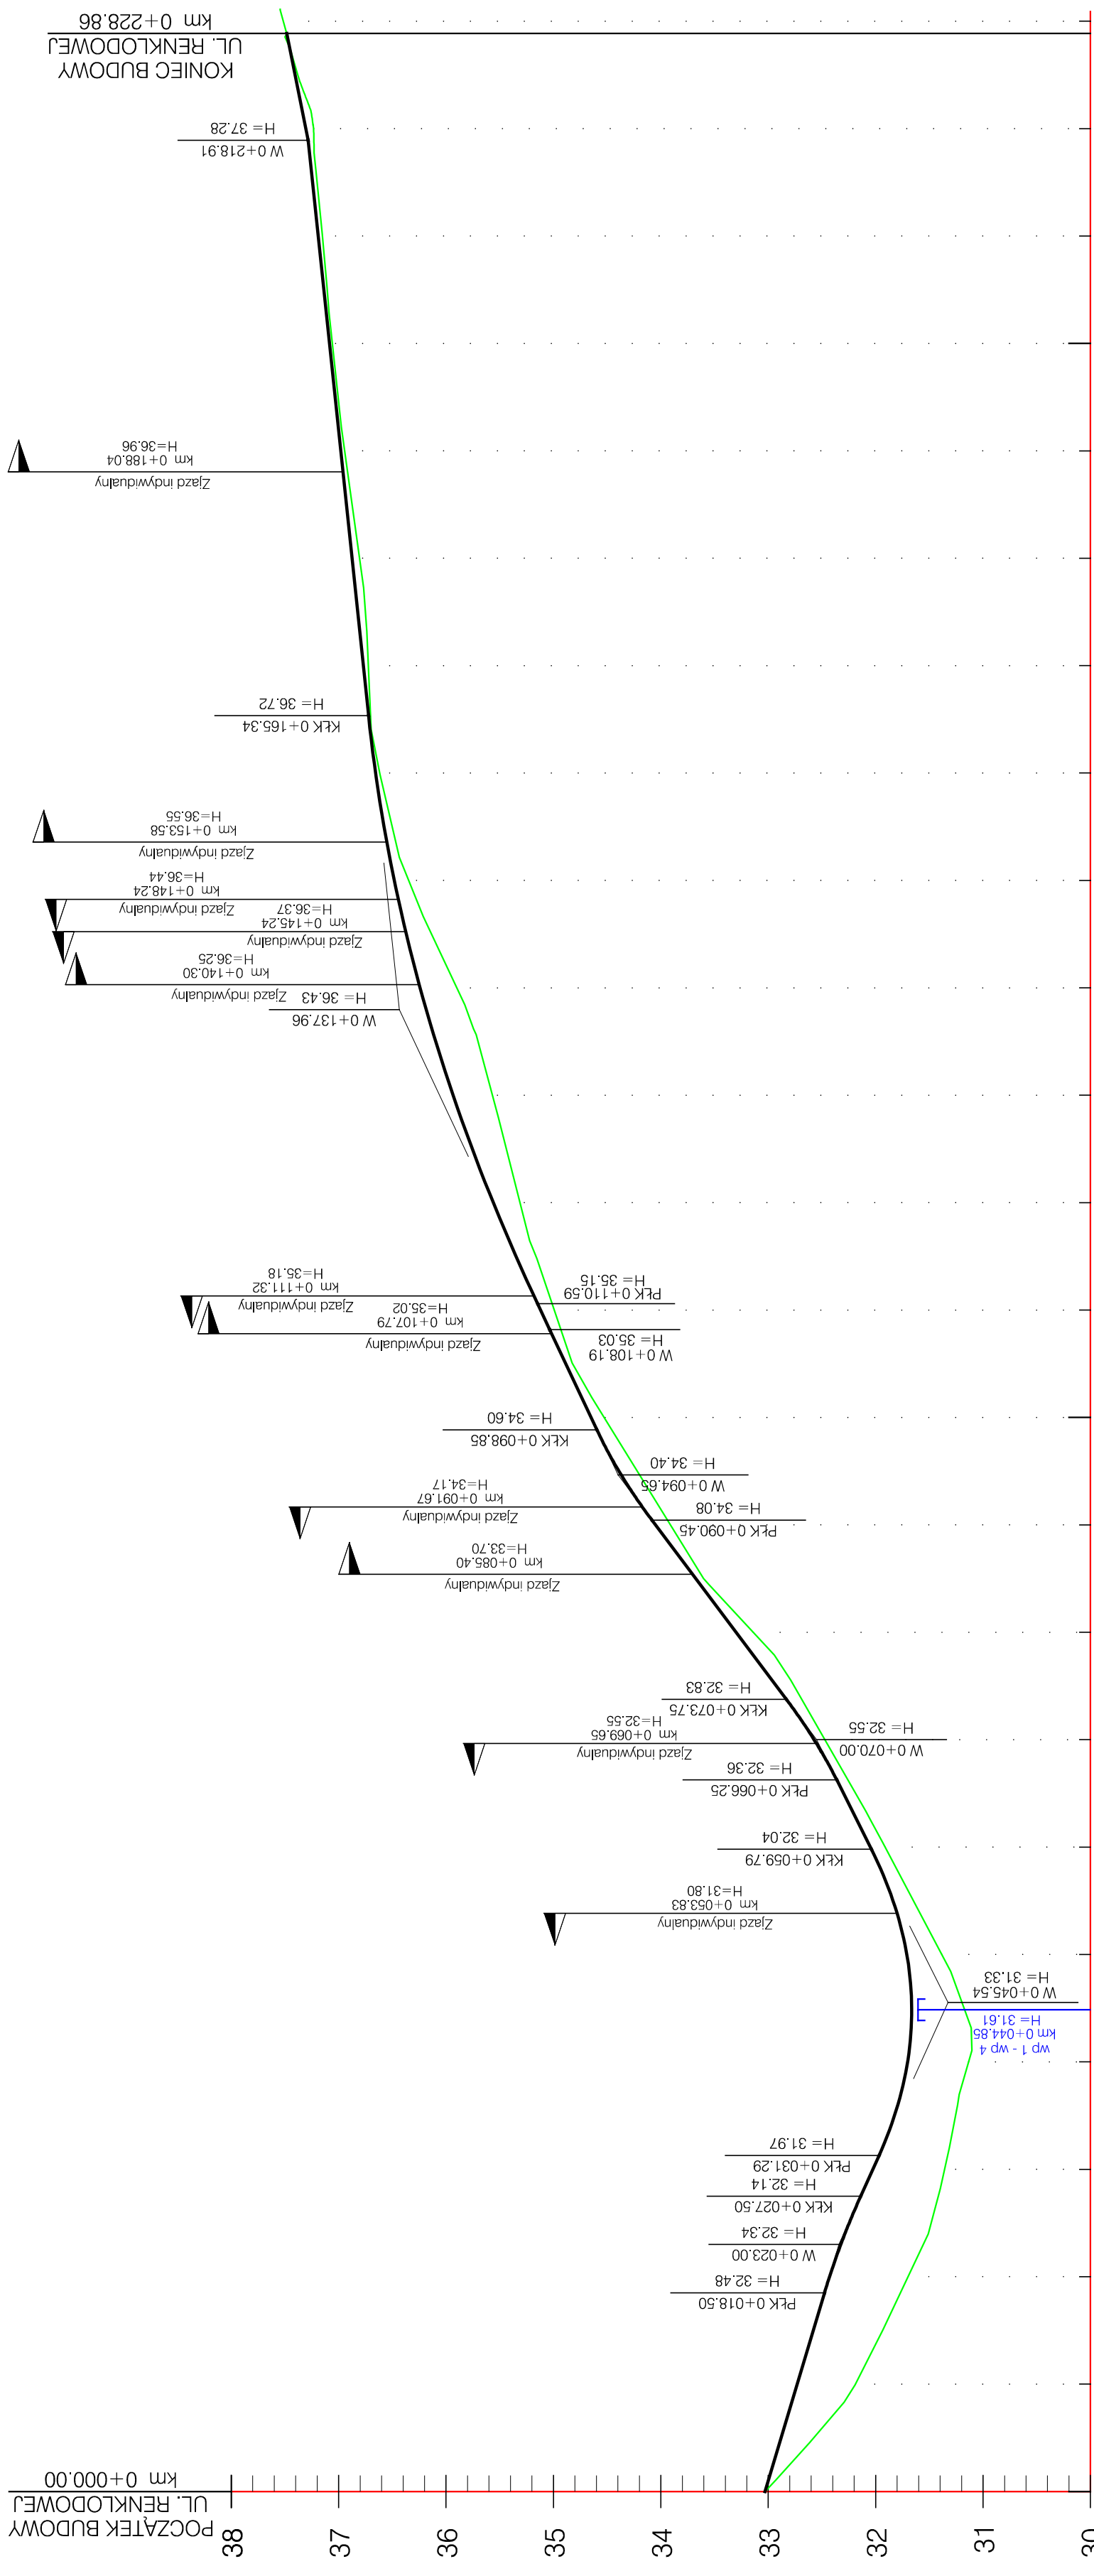 POCZĄTEK BUDOWY
UL. RENKLODOWEJ
km 0+000.00
38
37
36
35
34
33
32
31
30
PŁK 0+018.50
H= 32.48
W 0+023.00
H= 32.34
KŁK 0+027.50
H= 32.14
PŁK 0+031.29
H= 31.97
wp 1 - wp 4
km 0+044.85
H= 31.61
W 0+045.54
H= 31.33
Zjazd indywidualny
km 0+053.83
H=31.80
KŁK 0+059.79
H= 32.04
PŁK 0+066.25
H= 32.36
Zjazd indywidualny
km 0+069.65
H=32.55
W 0+070.00
H= 32.55
KŁK 0+073.75
H= 32.83
Zjazd indywidualny
km 0+085.40
H=33.70
PŁK 0+090.45
H= 34.08
Zjazd indywidualny
km 0+091.67
H=34.17
W 0+094.65
H= 34.40
KŁK 0+098.85
H= 34.60
Zjazd indywidualny
km 0+107.79
H=35.02
W 0+108.19
H= 35.03
PŁK 0+110.59
H= 35.15
Zjazd indywidualny
km 0+111.32
H=35.18
W 0+137.96
H= 36.43
Zjazd indywidualny
km 0+140.30
H=36.25
Zjazd indywidualny
km 0+145.24
H=36.37
Zjazd indywidualny
km 0+148.24
H=36.44
Zjazd indywidualny
km 0+153.58
H=36.55
KŁK 0+165.34
H= 36.72
Zjazd indywidualny
km 0+188.04
H=36.96
W 0+218.91
H= 37.28
KONIEC BUDOWY
UL. RENKLODOWEJ
km 0+228.86